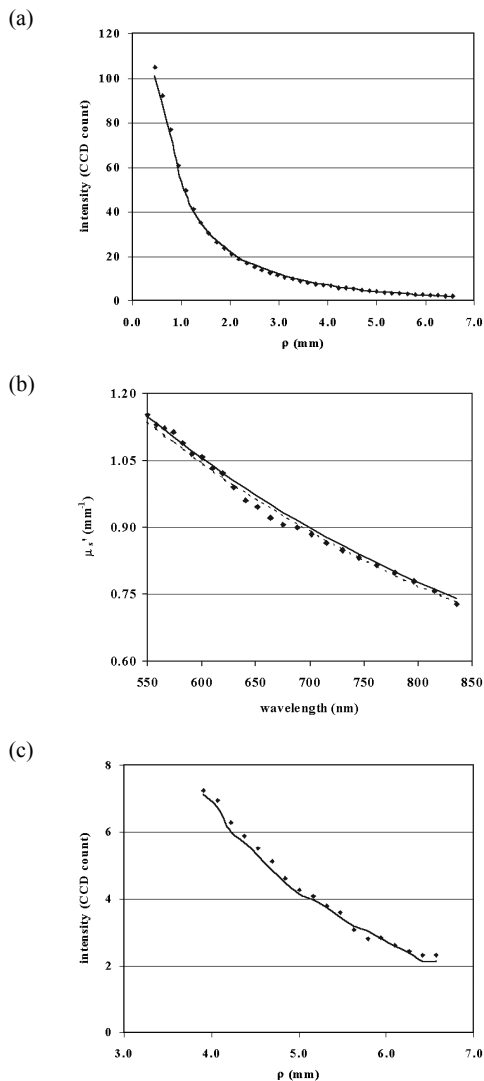 (a)
120
100
80
60
40
20
0
intensity (CCD count)
0.0 1.0 2.0 3.0 4.0 5.0 6.0 7.0
ρ (mm)
(b)
1.20
1.05
0.90
0.75
0.60
μs' (mm-1)
550 600 650 700 750 800 850
wavelength (nm)
(c)
8
6
4
2
0
intensity (CCD count)
3.0 4.0 5.0 6.0 7.0
ρ (mm)